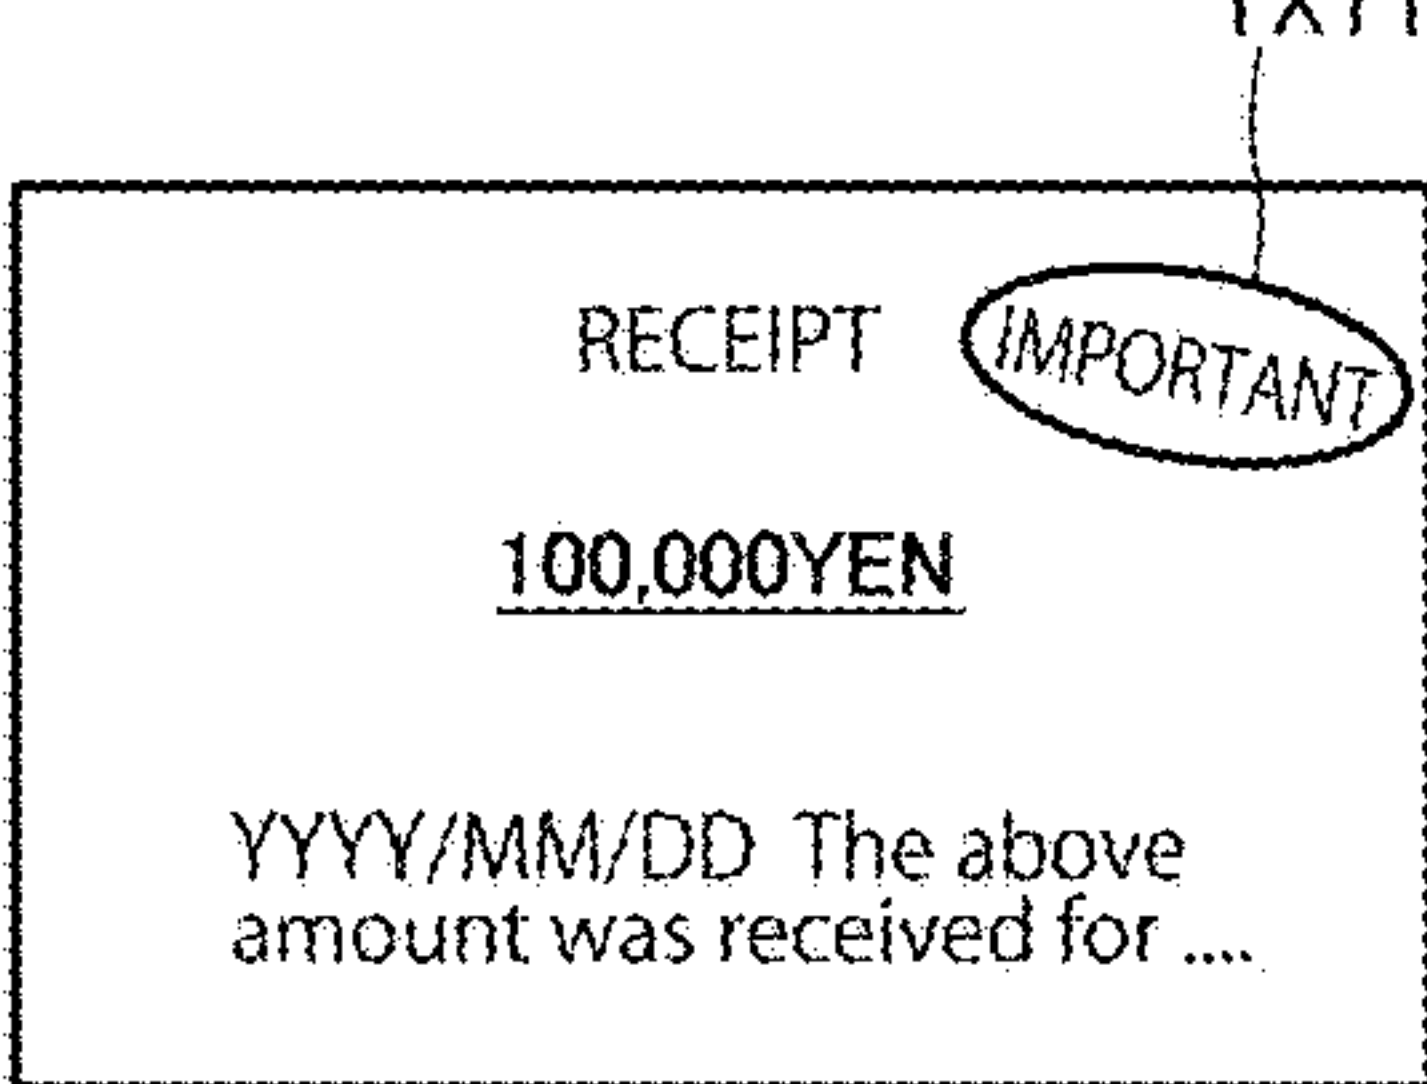 RECEIPT IMPORTANT
100,000YEN
YYYY/MM/DD The above
amount was received for ....